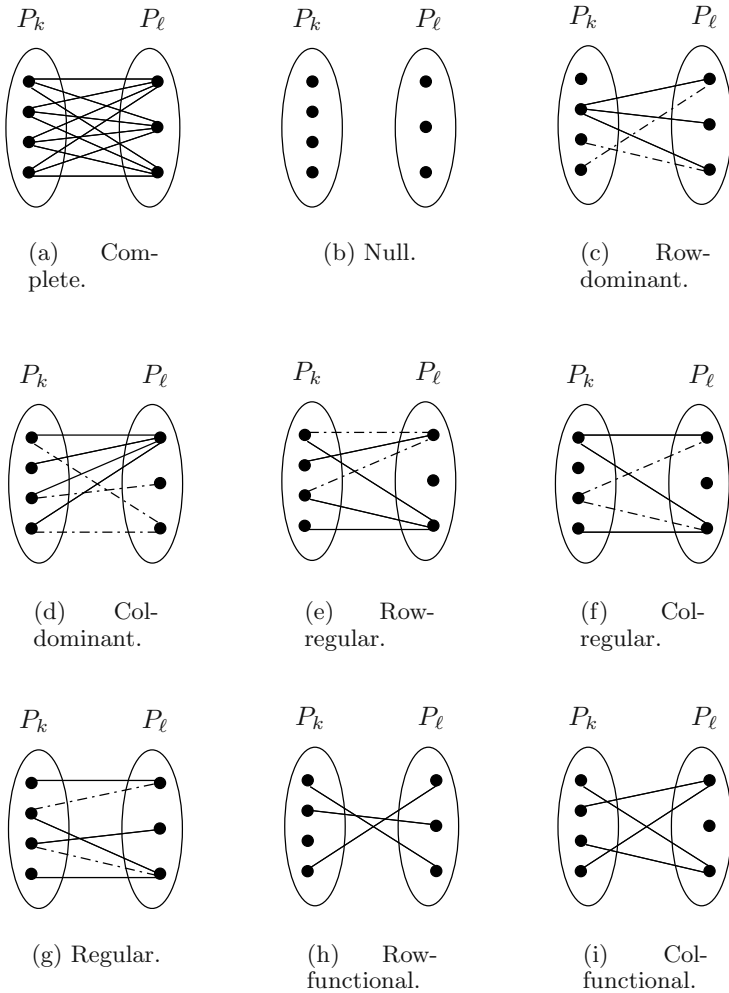 P_k P_ℓ P_k P_ℓ P_k P_ℓ
(a) Com-
plete.
(b) Null.
(c) Row-
dominant.
P_k P_ℓ P_k P_ℓ P_k P_ℓ
(d) Col-
dominant.
(e) Row-
regular.
(f) Col-
regular.
P_k P_ℓ P_k P_ℓ P_k P_ℓ
(g) Regular.
(h) Row-
functional.
(i) Col-
functional.